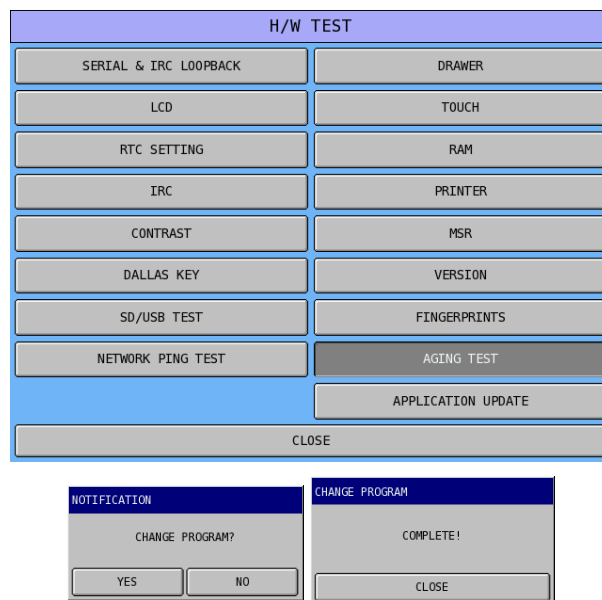 H/W TEST
SERIAL & IRC LOOPBACK
DRAWER
LCD
TOUCH
RTC SETTING
RAM
IRC
PRINTER
CONTRAST
MSR
DALLAS KEY
VERSION
SD/USB TEST
FINGERPRINTS
NETWORK PING TEST
AGING TEST
APPLICATION UPDATE
CLOSE
NOTIFICATION
CHANGE PROGRAM?
YES
NO
CHANGE PROGRAM
COMPLETE!
CLOSE